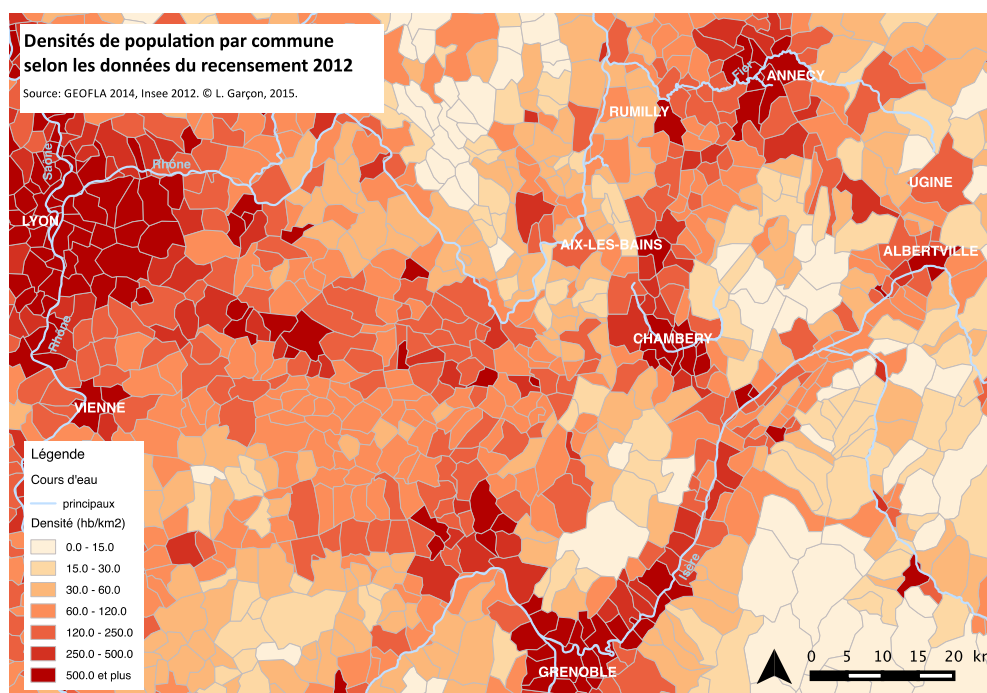 Densités de population par commune
selon les données du recensement 2012
Source: GEOFLA 2014, Insee 2012. © L. Garçon, 2015.
Fier
ANNECY
RUMILLY
Saône
Rhône
UGINE
LYON
AIX-LES-BAINS
ALBERTVILLE
Rhône
CHAMBERY
VIENNE
Légende
Cours d'eau
principaux
Densité (hb/km2)
0.0 - 15.0
15.0 - 30.0
30.0 - 60.0
60.0 - 120.0
120.0 - 250.0
250.0 - 500.0
500.0 et plus
Isère
GRENOBLE
0 5 10 15 20 km